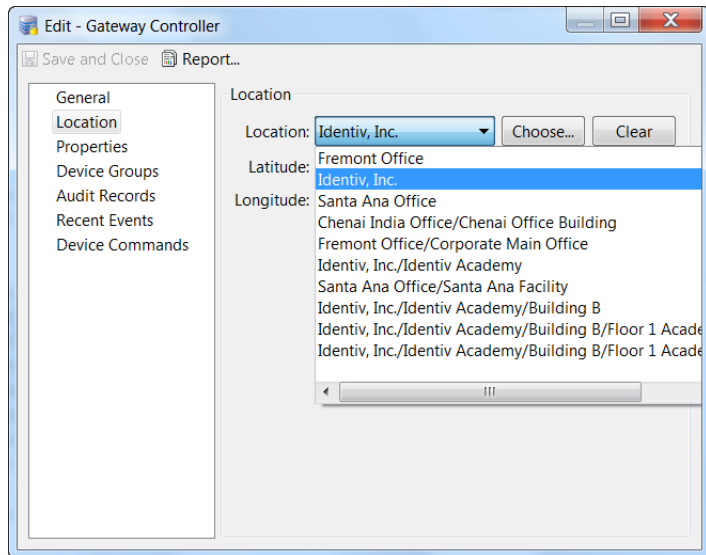 Edit - Gateway Controller
Save and Close Report...
General
Location
Properties
Device Groups
Audit Records
Recent Events
Device Commands
Location
Location: Identiv, Inc. Choose... Clear
Latitude:
Longitude:
Fremont Office
Identiv, Inc.
Santa Ana Office
Chenai India Office/Chenai Office Building
Fremont Office/Corporate Main Office
Identiv, Inc./Identiv Academy
Santa Ana Office/Santa Ana Facility
Identiv, Inc./Identiv Academy/Building B
Identiv, Inc./Identiv Academy/Building B/Floor 1 Acade
Identiv, Inc./Identiv Academy/Building B/Floor 1 Acade